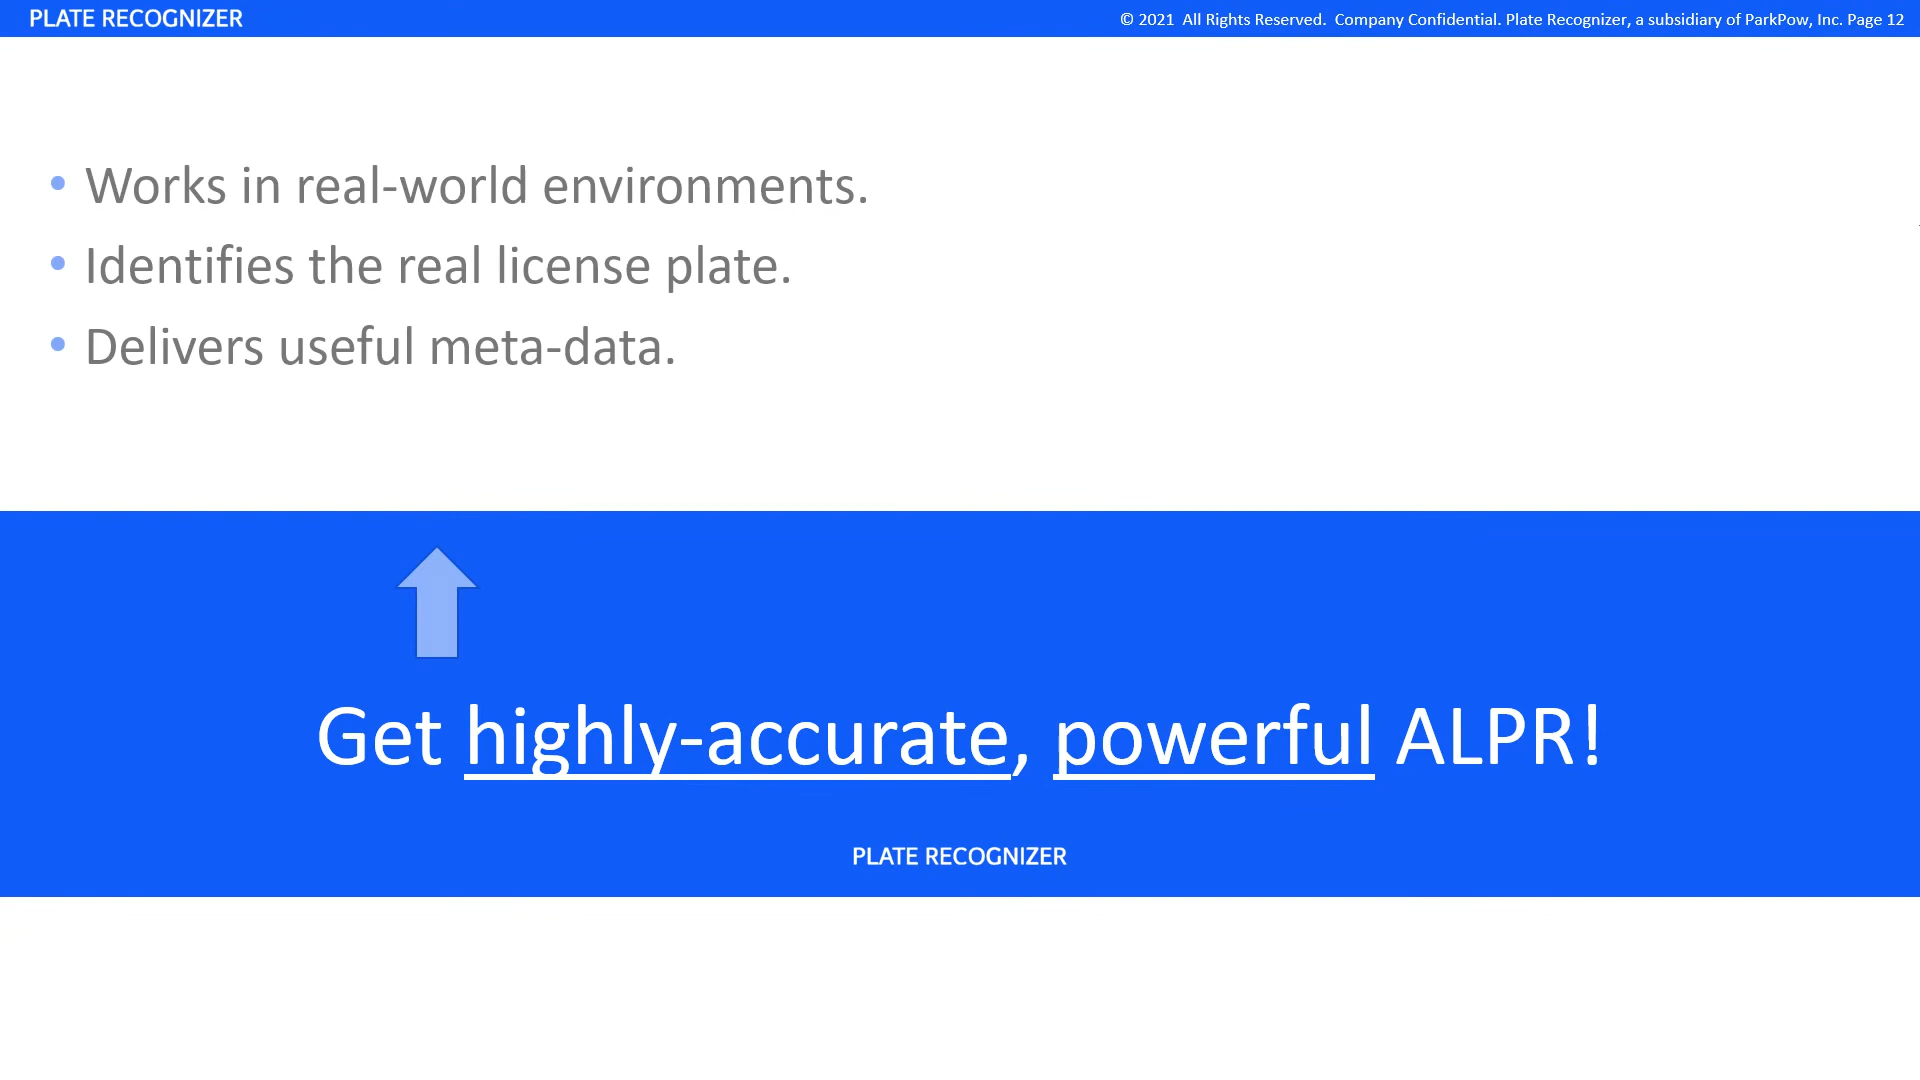 PLATE RECOGNIZER
© 2021 All Rights Reserved. Company Confidential. Plate Recognizer, a subsidiary of ParkPow, Inc. Page 12
• Works in real-world environments.
• Identifies the real license plate.
• Delivers useful meta-data.
Get highly-accurate, powerful ALPR!
PLATE RECOGNIZER